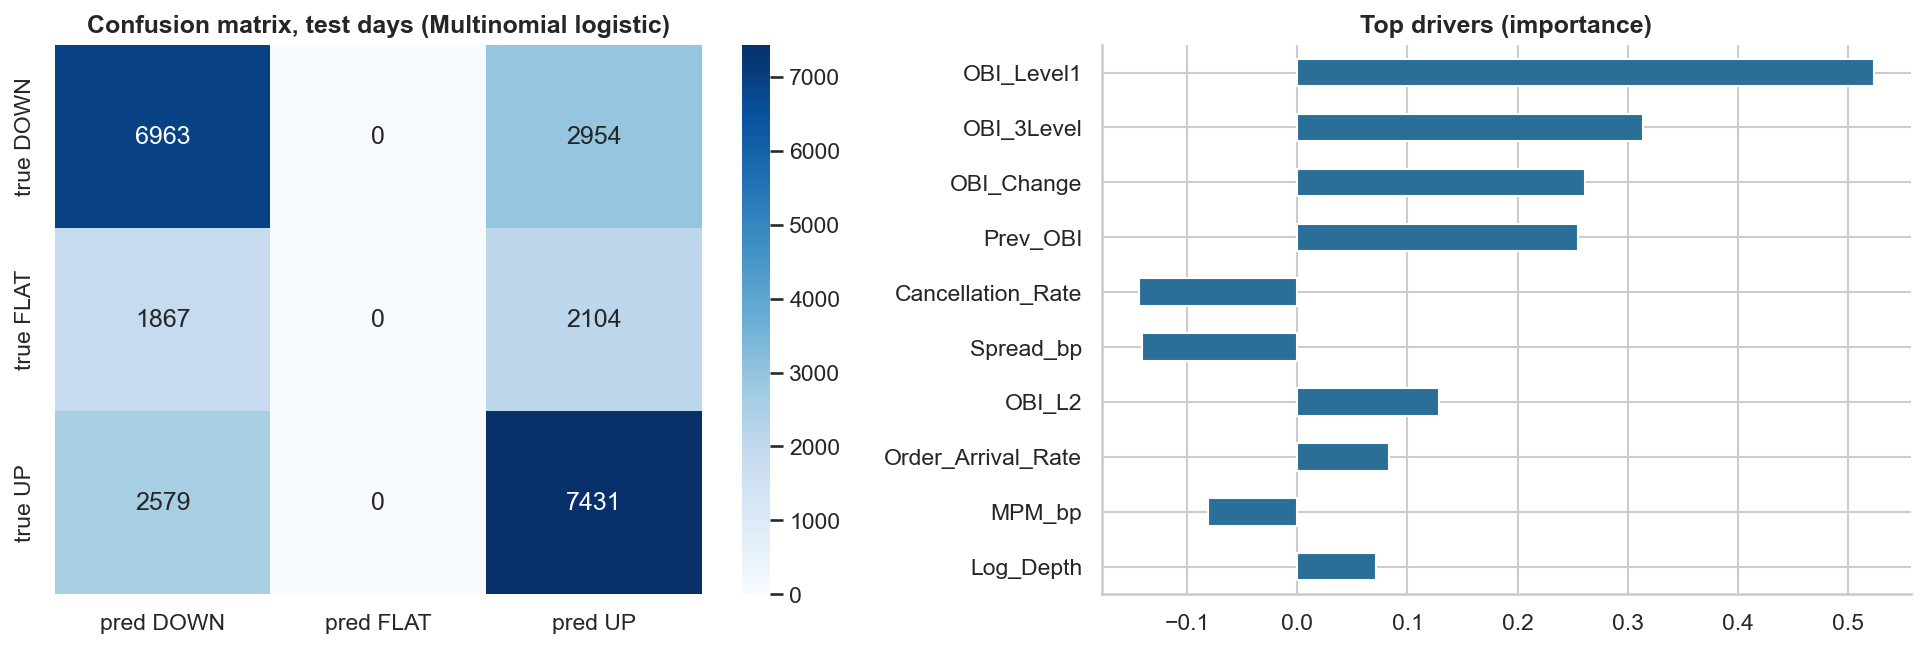 Confusion matrix, test days (Multinomial logistic)
true DOWN
true FLAT
true UP
6963 0 2954
1867 0 2104
2579 0 7431
pred DOWN pred FLAT pred UP
7000
6000
5000
4000
3000
2000
1000
0
Top drivers (importance)
OBI_Level1
OBI_3Level
OBI_Change
Prev_OBI
Cancellation_Rate
Spread_bp
OBI_L2
Order_Arrival_Rate
MPM_bp
Log_Depth
−0.1 0.0 0.1 0.2 0.3 0.4 0.5